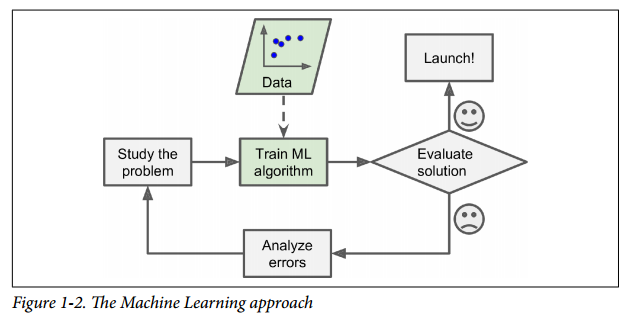 Data
Launch!
Study the
problem
Train ML
algorithm
Evaluate
solution
Analyze
errors
Figure 1-2. The Machine Learning approach